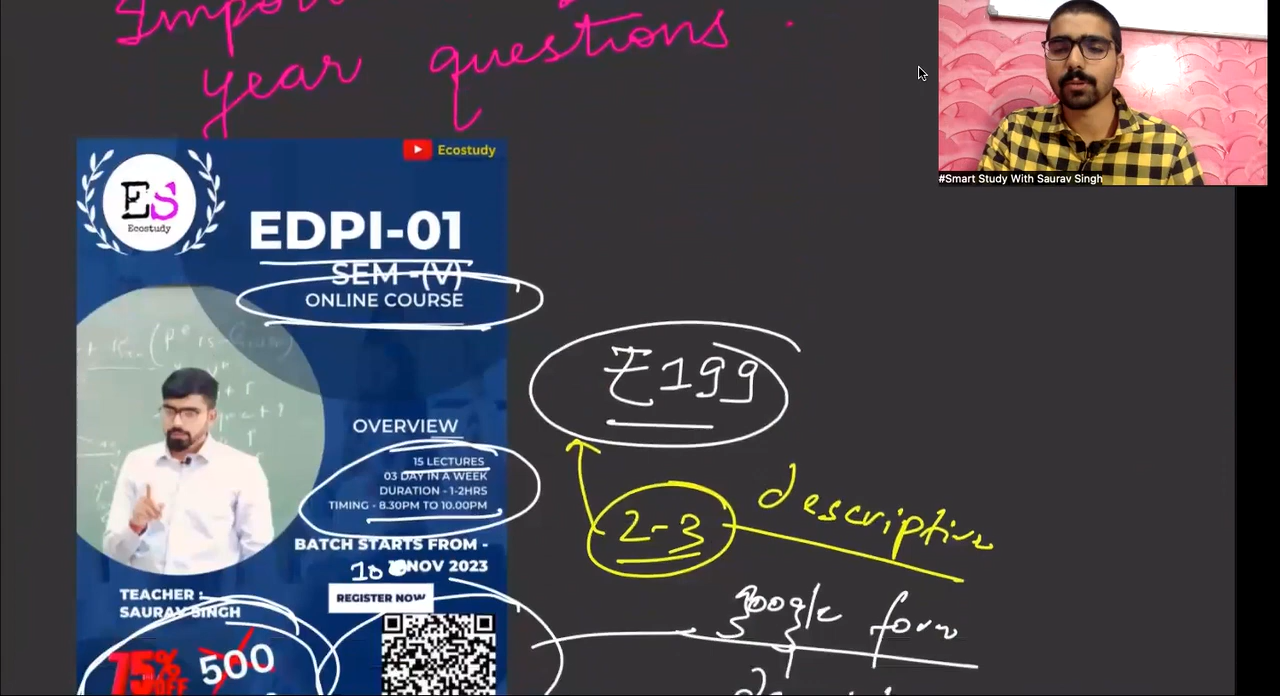 year questions
Ecostudy
ES
Ecostudy
EDPI-01
SEM -(V)
ONLINE COURSE
OVERVIEW
15 LECTURES
03 DAY IN A WEEK
DURATION - 1-2HRS
TIMING - 8.30PM TO 10.00PM
BATCH STARTS FROM -
10 NOV 2023
REGISTER NOW
TEACHER :
SAURAV SINGH
75% OFF
500
₹199
2-3
descriptive
google form
#Smart Study With Saurav Singh